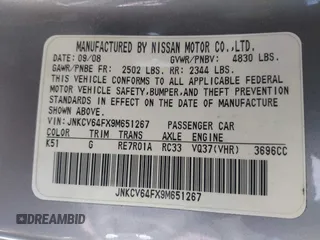 MANUFACTURED BY NISSAN MOTOR CO.,LTD.
DATE: 09/08 GVWR/PNBV: 4830 LBS.
GAWR/PNBE FR: 2502 LBS. RR: 2344 LBS.
THIS VEHICLE CONFORMS TO ALL APPLICABLE FEDERAL
MOTOR VEHICLE SAFETY,BUMPER,AND THEFT PREVENTION
STANDARDS IN EFFECT ON THE DATE OF MANUFACTURE
SHOWN ABOVE.
VIN:JNKCV64FX9M651267 PASSENGER CAR
COLOR TRIM TRANS AXLE ENGINE
K51 G RE7R01A RC33 VQ37(VHR) 3696CC
JNKCV64FX9M651267
DREAMBID